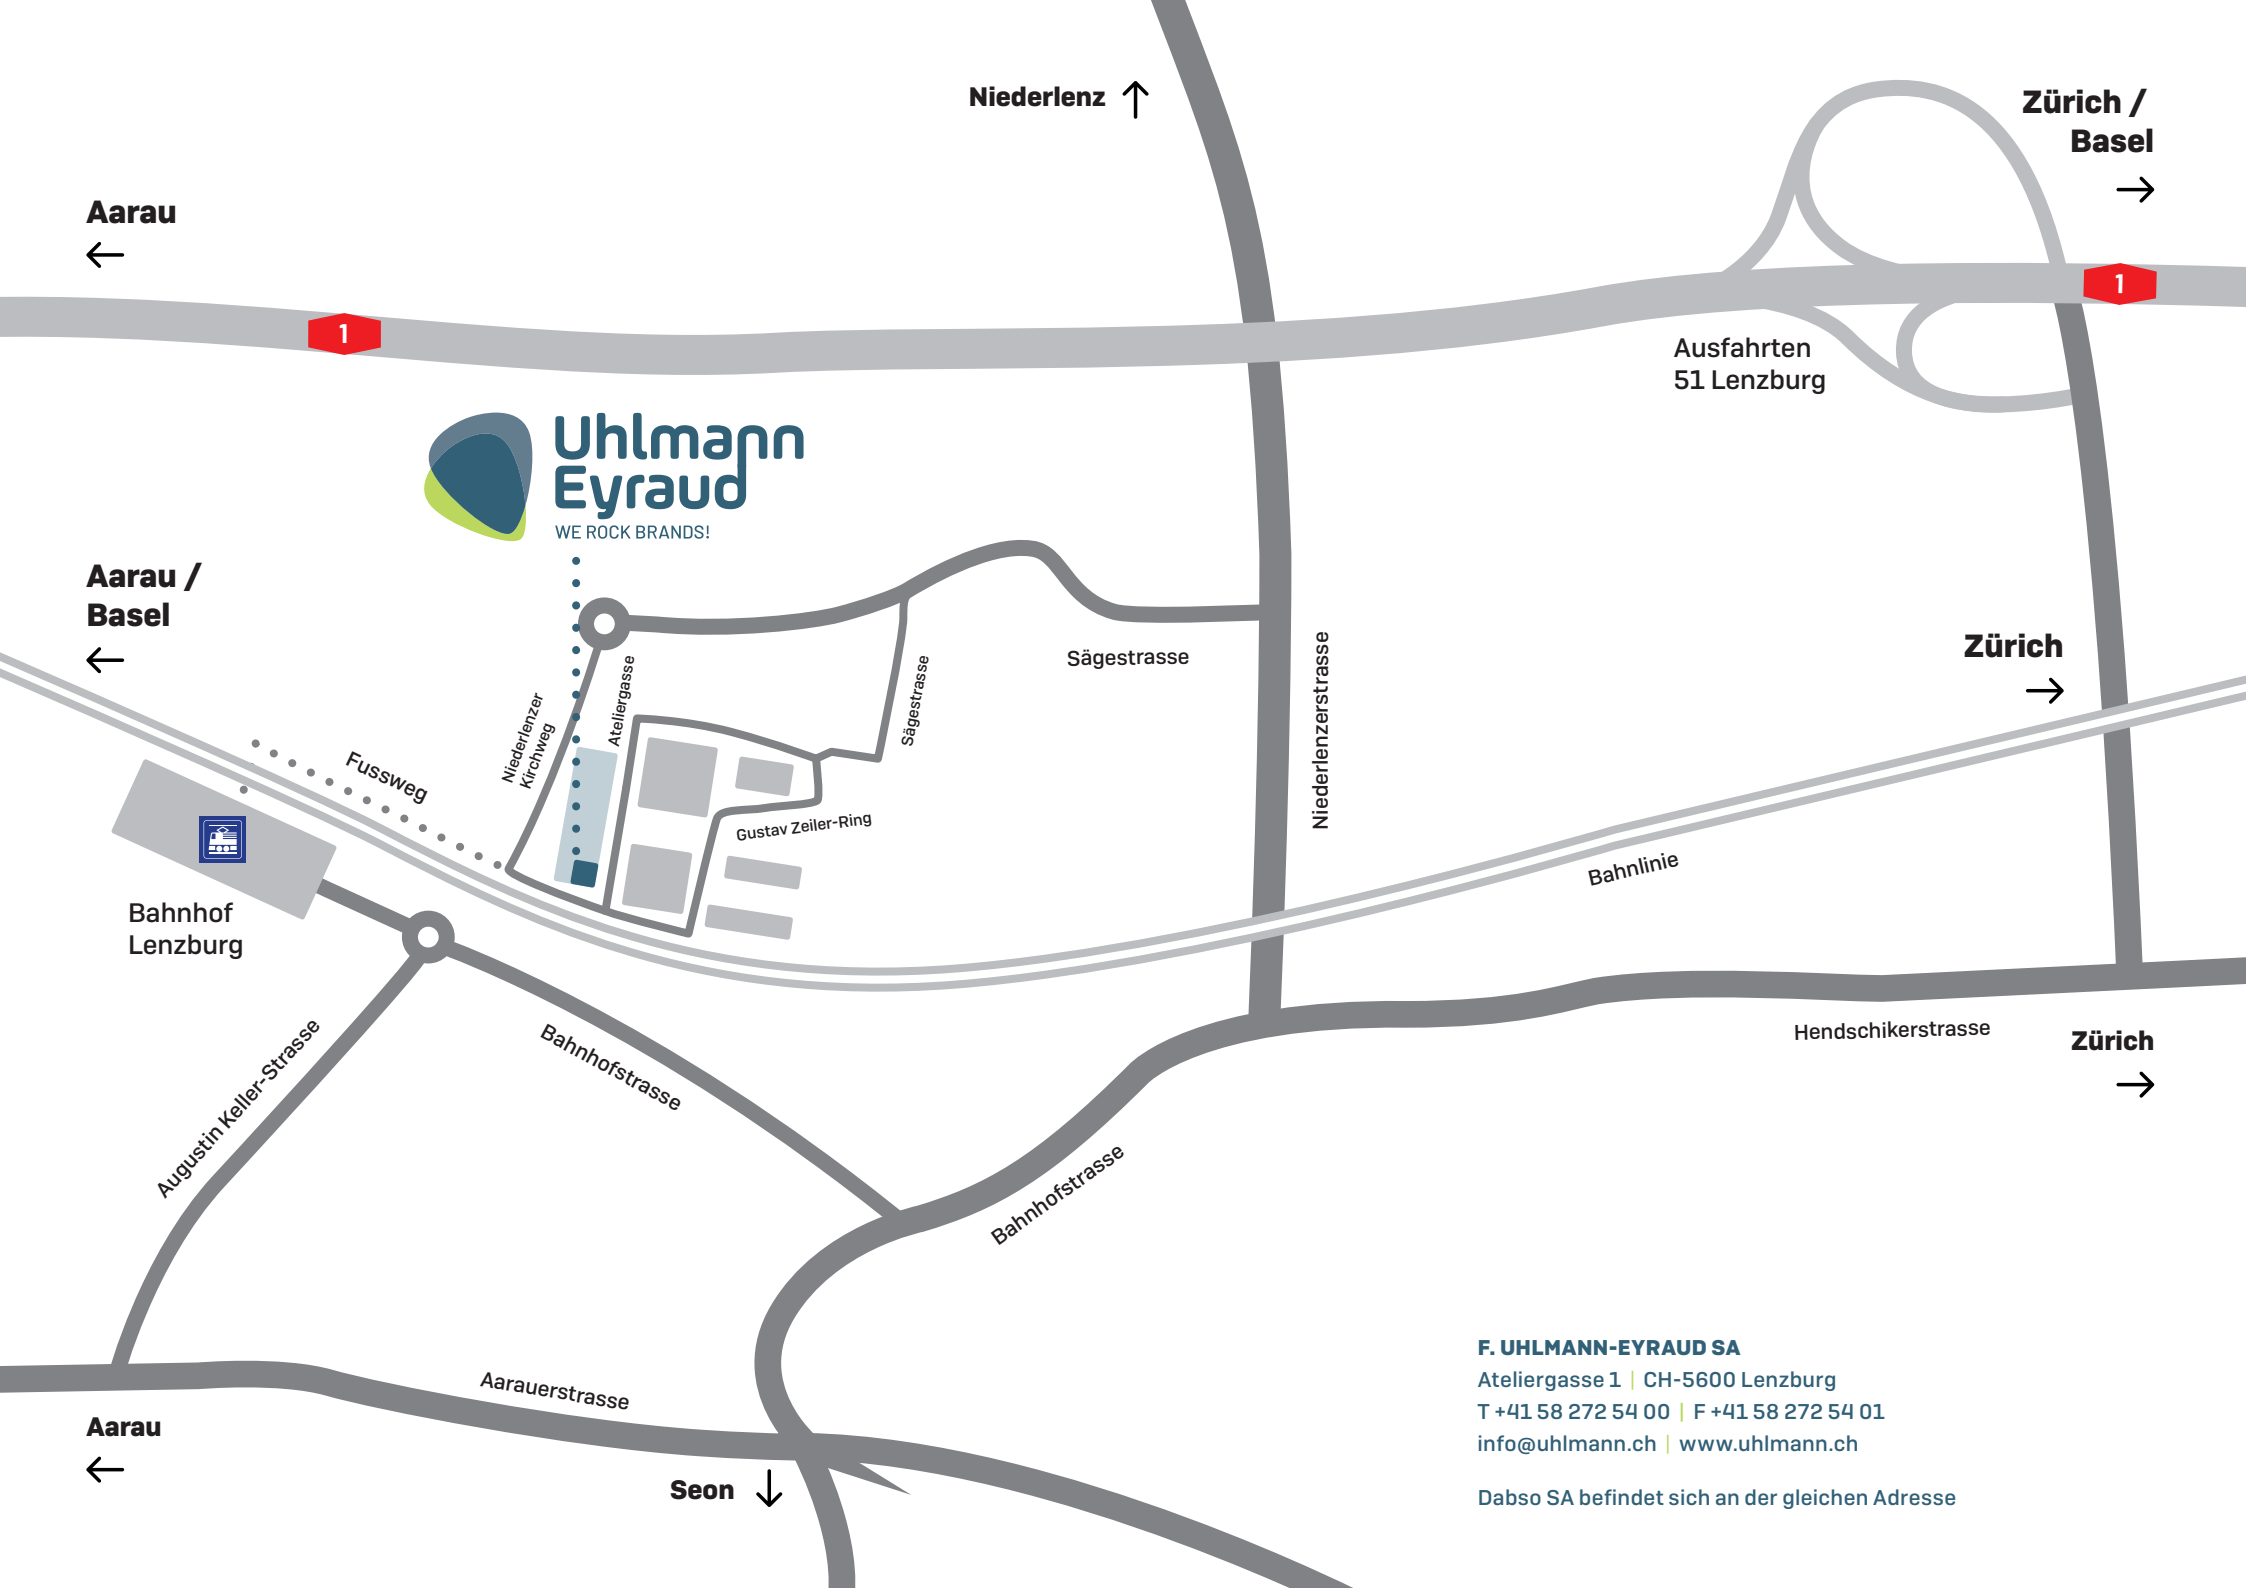 Niederlenz
Zürich /
Basel
Aarau
1
1
Ausfahrten
51 Lenzburg
Uhlmann
Eyraud
WE ROCK BRANDS!
Aarau /
Basel
Zürich
Sägestrasse
Niederlenzerstrasse
Ateliergasse
Sägestrasse
Niederlenzer
Kirchweg
Fussweg
Gustav Zeiler-Ring
Bahnlinie
Bahnhof
Lenzburg
Hendschikerstrasse
Zürich
Bahnhofstrasse
Augustin Keller-Strasse
Bahnhofstrasse
Aarauerstrasse
Aarau
Seon
F. UHLMANN-EYRAUD SA
Ateliergasse 1 | CH-5600 Lenzburg
T +41 58 272 54 00 | F +41 58 272 54 01
info@uhlmann.ch | www.uhlmann.ch
Dabso SA befindet sich an der gleichen Adresse